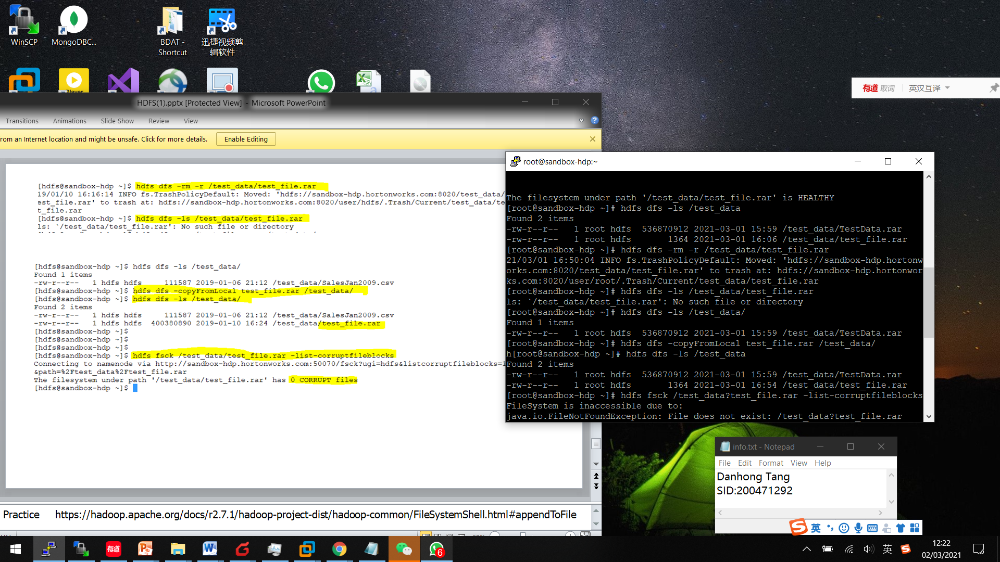 WinSCP
MongoDBC...
BDAT -
Shortcut
迅捷视频剪
辑软件
Player
a
有道 取词
英汉互译
HDFS(1).pptx [Protected View] - Microsoft PowerPoint
Transitions
Animations
Slide Show
Review
View
rom an Internet location and might be unsafe. Click for more details.
Enable Editing
[hdfs@sandbox-hdp ~]$ hdfs dfs -rm -r /test_data/test_file.rar
19/01/10 16:16:14 INFO fs.TrashPolicyDefault: Moved: 'hdfs://sandbox-hdp.hortonworks.com:8020/test_data/
est_file.rar' to trash at: hdfs://sandbox-hdp.hortonworks.com:8020/user/hdfs/.Trash/Current/test_data/te
t_file.rar
[hdfs@sandbox-hdp ~]$ hdfs dfs -ls /test_data/test_file.rar
ls: `/test_data/test_file.rar': No such file or directory
[hdfs@sandbox-hdp ~]$ hdfs dfs -ls /test_data/
Found 1 items
-rw-r--r--   1 hdfs hdfs     111587 2019-01-06 21:12 /test_data/SalesJan2009.csv
[hdfs@sandbox-hdp ~]$ hdfs dfs -copyFromLocal test_file.rar /test_data/
[hdfs@sandbox-hdp ~]$ hdfs dfs -ls /test_data/
Found 2 items
-rw-r--r--   1 hdfs hdfs     111587 2019-01-06 21:12 /test_data/SalesJan2009.csv
-rw-r--r--   1 hdfs hdfs  400380890 2019-01-10 16:24 /test_data/test_file.rar
[hdfs@sandbox-hdp ~]$
[hdfs@sandbox-hdp ~]$
[hdfs@sandbox-hdp ~]$
[hdfs@sandbox-hdp ~]$ hdfs fsck /test_data/test_file.rar -list-corruptfileblocks
Connecting to namenode via http://sandbox-hdp.hortonworks.com:50070/fsck?ugi=hdfs&listcorruptfileblocks=1
&path=%2Ftest_data%2Ftest_file.rar
The filesystem under path '/test_data/test_file.rar' has 0 CORRUPT files
[hdfs@sandbox-hdp ~]$
Practice https://hadoop.apache.org/docs/r2.7.1/hadoop-project-dist/hadoop-common/FileSystemShell.html#appendToFile
root@sandbox-hdp:~
The filesystem under path '/test_data/test_file.rar' is HEALTHY
[root@sandbox-hdp ~]# hdfs dfs -ls /test_data
Found 2 items
-rw-r--r--   1 root hdfs  536870912 2021-03-01 15:59 /test_data/TestData.rar
-rw-r--r--   1 root hdfs       1364 2021-03-01 16:06 /test_data/test_file.rar
[root@sandbox-hdp ~]# hdfs dfs -rm -r /test_data/test_file.rar
21/03/01 16:50:04 INFO fs.TrashPolicyDefault: Moved: 'hdfs://sandbox-hdp.hortonw
orks.com:8020/test_data/test_file.rar' to trash at: hdfs://sandbox-hdp.hortonwor
ks.com:8020/user/root/.Trash/Current/test_data/test_file.rar
[root@sandbox-hdp ~]# hdfs dfs -ls /test_data/test_file.rar
ls: `/test_data/test_file.rar': No such file or directory
[root@sandbox-hdp ~]# hdfs dfs -ls /test_data/
Found 1 items
-rw-r--r--   1 root hdfs  536870912 2021-03-01 15:59 /test_data/TestData.rar
[root@sandbox-hdp ~]# hdfs dfs -copyFromLocal test_file.rar /test_data/
h[root@sandbox-hdp ~]# hdfs dfs -ls /test_data
Found 2 items
-rw-r--r--   1 root hdfs  536870912 2021-03-01 15:59 /test_data/TestData.rar
-rw-r--r--   1 root hdfs       1364 2021-03-01 16:54 /test_data/test_file.rar
[root@sandbox-hdp ~]# hdfs fsck /test_data?test_file.rar -list-corruptfileblocks
FileSystem is inaccessible due to:
java.io.FileNotFoundException: File does not exist: /test_data?test_file.rar
info.txt - Notepad
File Edit Format View Help
Danhong Tang
SID:200471292
英
有道
6
英
12:22
02/03/2021